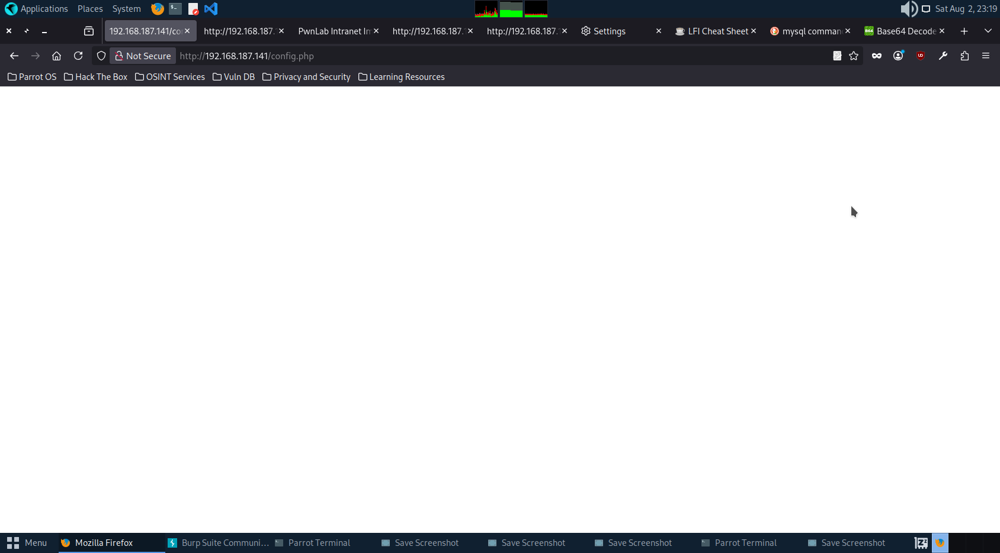 Applications Places System Sat Aug 2, 23:19
192.168.187.141/co http://192.168.187. PwnLab Intranet Im http://192.168.187. http://192.168.187. Settings LFI Cheat Sheet mysql comman Base64 Decode
Not Secure http://192.168.187.141/config.php
Parrot OS Hack The Box OSINT Services Vuln DB Privacy and Security Learning Resources
Menu Mozilla Firefox Burp Suite Communi... Parrot Terminal Save Screenshot Save Screenshot Save Screenshot Parrot Terminal Save Screenshot